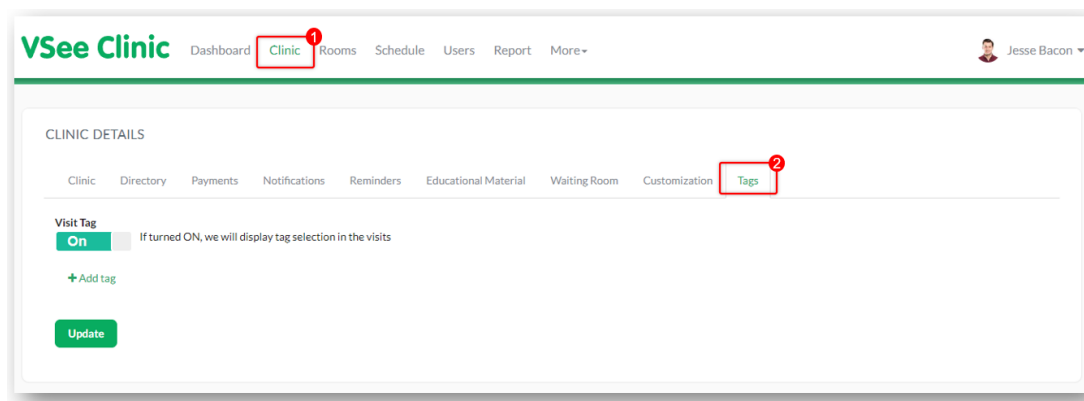 VSee Clinic Dashboard Clinic Rooms Schedule Users Report More Jesse Bacon
1
CLINIC DETAILS
2
Clinic Directory Payments Notifications Reminders Educational Material Waiting Room Customization Tags
Visit Tag
On If turned ON, we will display tag selection in the visits
+ Add tag
Update